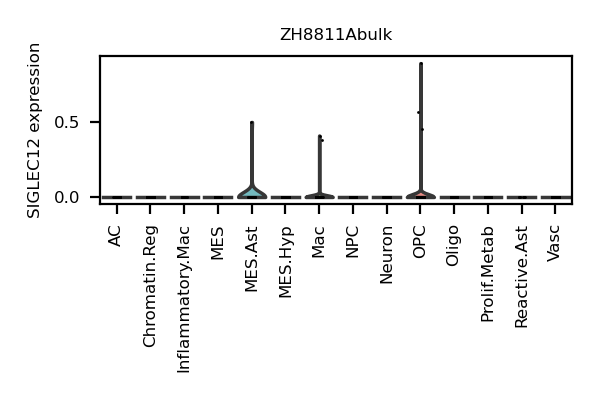 ZH8811Abulk
SIGLEC12 expression
0.5
0.0
AC
Chromatin.Reg
Inflammatory.Mac
MES
MES.Ast
MES.Hyp
Mac
NPC
Neuron
OPC
Oligo
Prolif.Metab
Reactive.Ast
Vasc